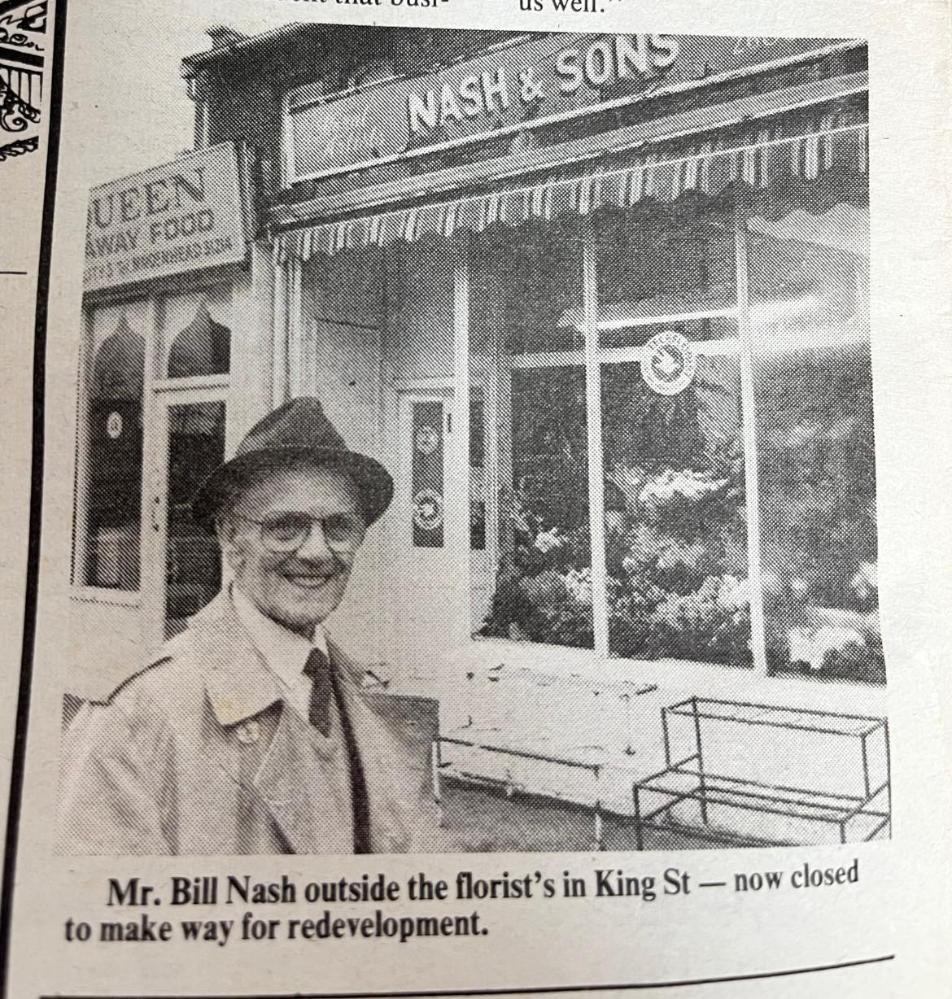 us well."
NASH & SONS
UEEN
AWAY FOOD
Mr. Bill Nash outside the florist's in King St — now closed
to make way for redevelopment.